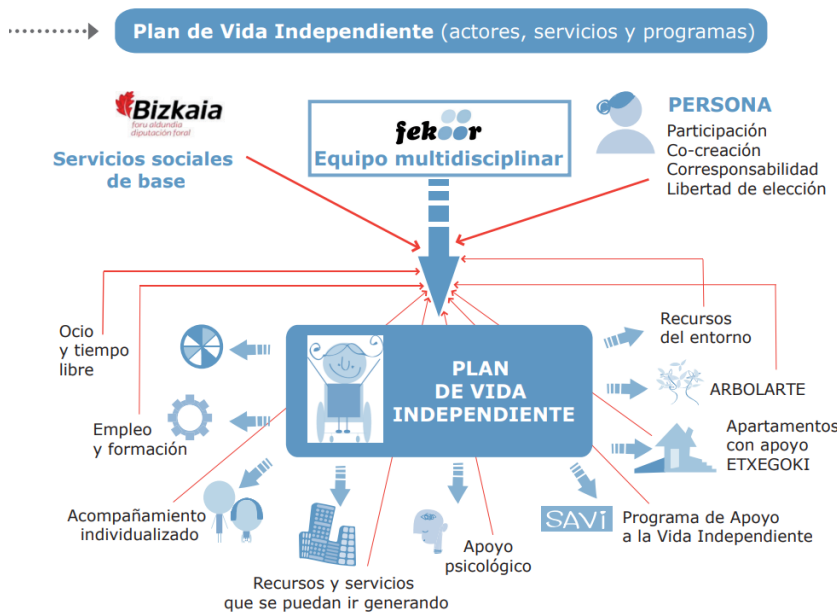 Plan de Vida Independiente (actores, servicios y programas)
Bizkaia
foru aldundia
diputación foral
Servicios sociales
de base
fekoor
Equipo multidisciplinar
PERSONA
Participación
Co-creación
Corresponsabilidad
Libertad de elección
Ocio
y tiempo
libre
Empleo
y formación
Acompañamiento
individualizado
Recursos y servicios
que se puedan ir generando
Apoyo
psicológico
PLAN
DE VIDA
INDEPENDIENTE
Recursos
del entorno
ARBOLARTE
Apartamentos
con apoyo
ETXEGOKI
SAVI
Programa de Apoyo
a la Vida Independiente